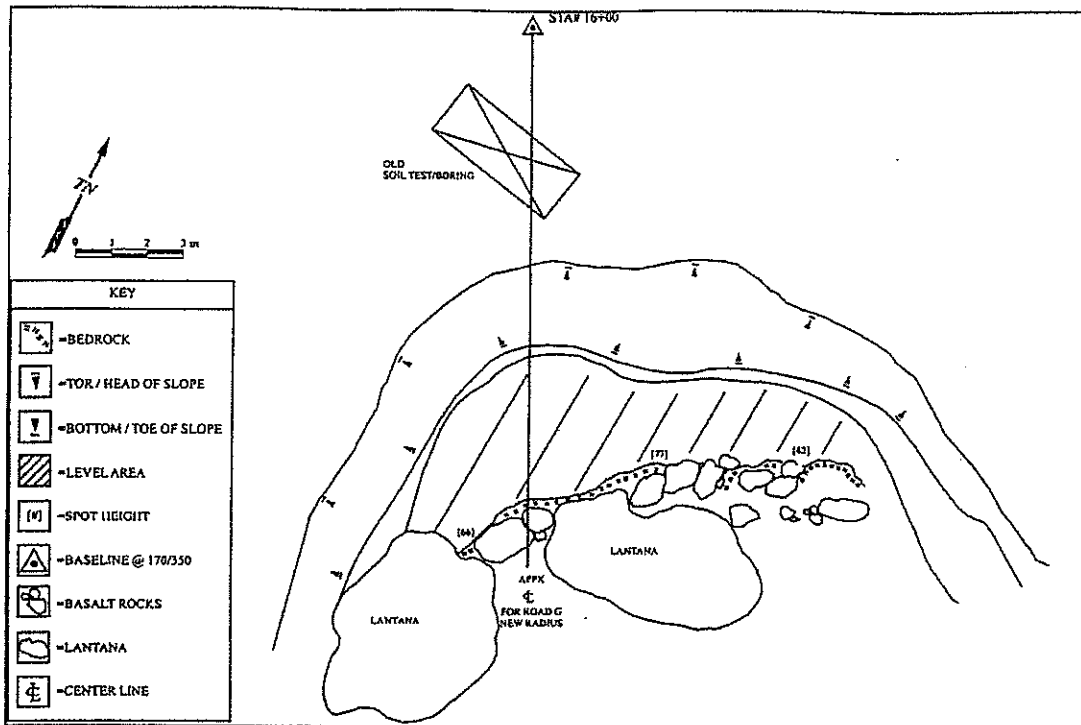 STA# 16+00
OLD
SOIL TEST/BORING
TN
0 1 2 3 m
KEY
=BEDROCK
=TOR / HEAD OF SLOPE
=BOTTOM / TOE OF SLOPE
=LEVEL AREA
[N] =SPOT HEIGHT
=BASELINE @ 170/350
=BASALT ROCKS
=LANTANA
=CENTER LINE
[77]
[42]
[66]
LANTANA
LANTANA
APPX
FOR ROAD G
NEW RADIUS